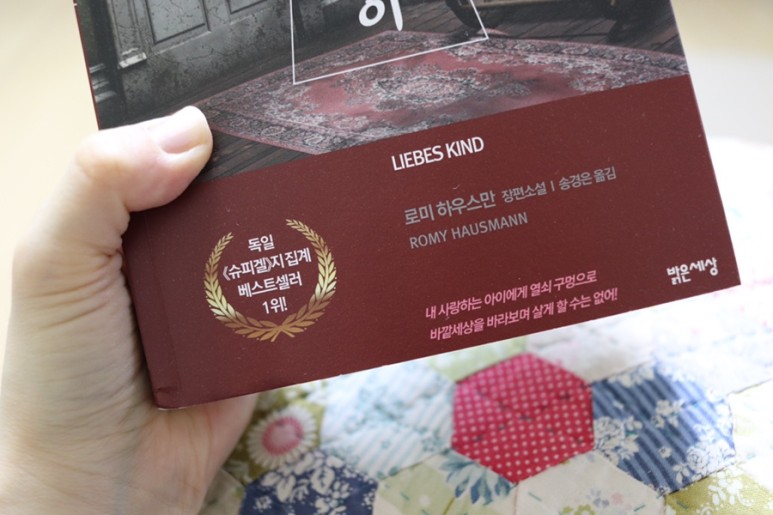 이
LIEBES KIND
로미 하우스만 장편소설 | 송경은 옮김
ROMY HAUSMANN
독일
《슈피겔》지 집계
베스트셀러
1위!
내 사랑하는 아이에게 열쇠 구멍으로
바깥세상을 바라보며 살게 할 수는 없어!
밝은세상